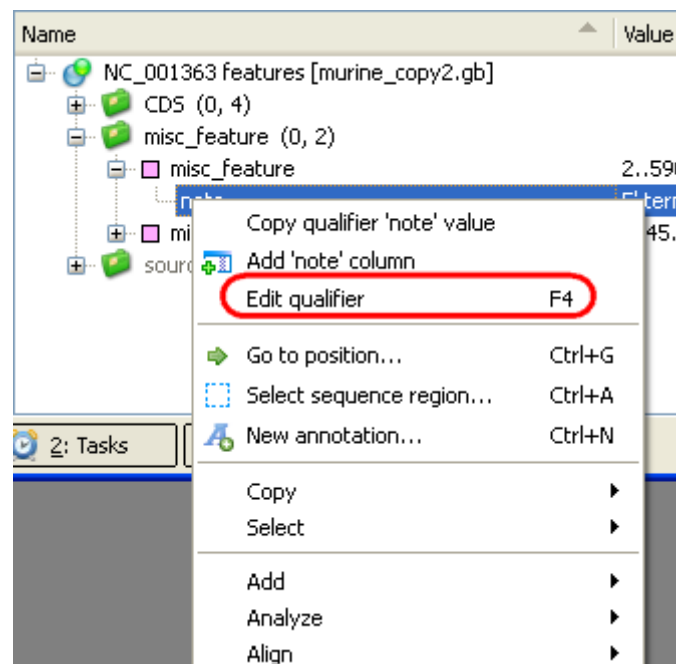 Name Value
NC_001363 features [murine_copy2.gb]
CDS (0, 4)
misc_feature (0, 2)
misc_feature 2..590
Copy qualifier 'note' value
Add 'note' column
Edit qualifier F4
Go to position... Ctrl+G
Select sequence region... Ctrl+A
2: Tasks
New annotation... Ctrl+N
Copy
Select
Add
Analyze
Align